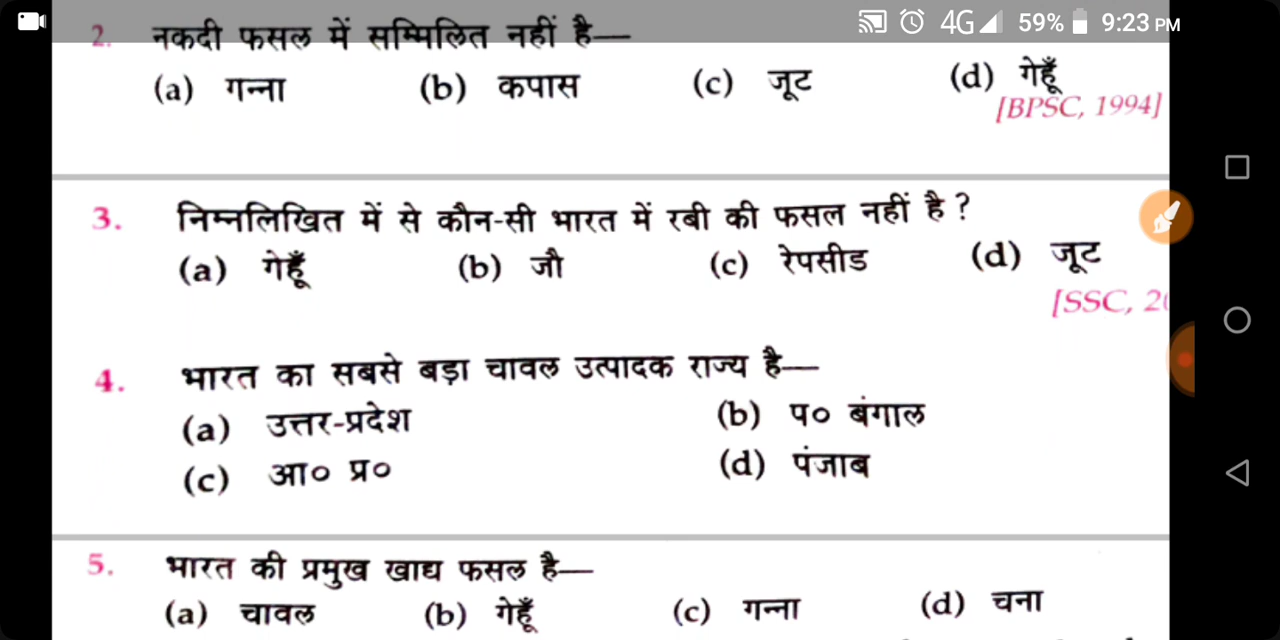 4G 59% 9:23 PM
2. नकदी फसल में सम्मिलित नहीं है—
(a) गन्ना (b) कपास (c) जूट (d) गेहूँ
[BPSC, 1994]
3. निम्नलिखित में से कौन-सी भारत में रबी की फसल नहीं है ?
(a) गेहूँ (b) जौ (c) रेपसीड (d) जूट
[SSC, 20
4. भारत का सबसे बड़ा चावल उत्पादक राज्य है—
(a) उत्तर-प्रदेश (b) प० बंगाल
(c) आ० प्र० (d) पंजाब
5. भारत की प्रमुख खाद्य फसल है—
(a) चावल (b) गेहूँ (c) गन्ना (d) चना